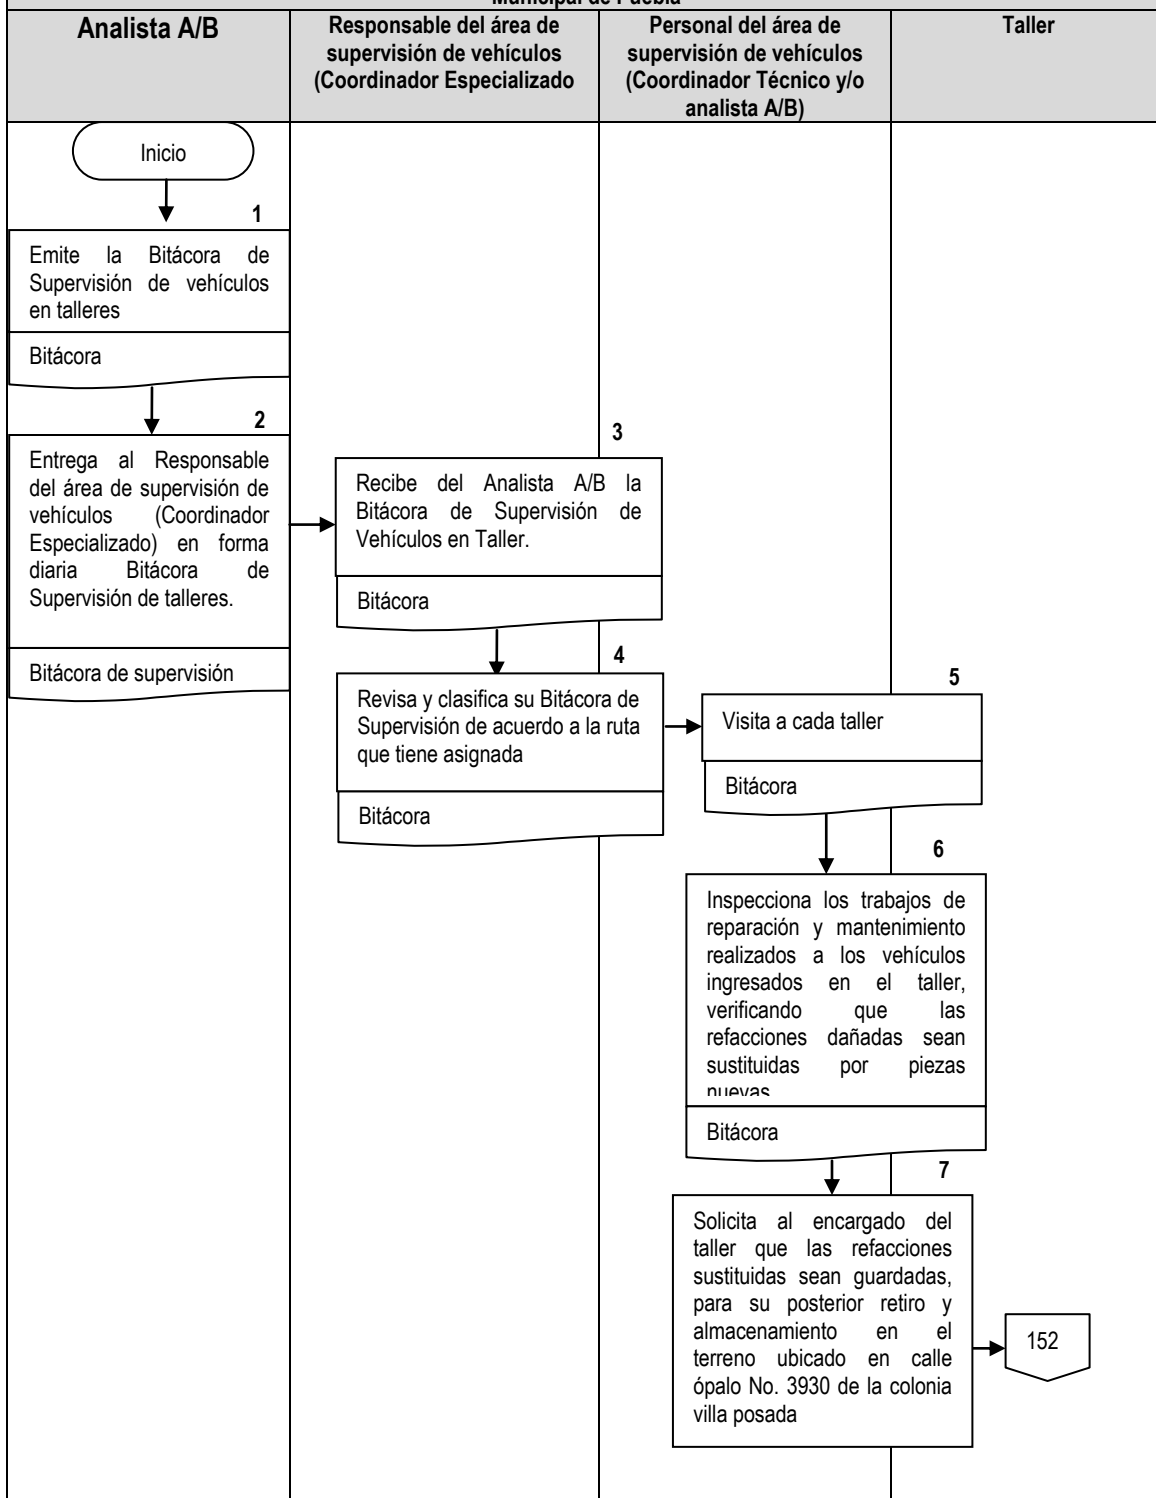 Municipal de Puebla
Analista A/B
Responsable del área de
supervisión de vehículos
(Coordinador Especializado
Personal del área de
supervisión de vehículos
(Coordinador Técnico y/o
analista A/B)
Taller
Inicio
1
Emite la Bitácora de
Supervisión de vehículos
en talleres
Bitácora
2
Entrega al Responsable
del área de supervisión de
vehículos (Coordinador
Especializado) en forma
diaria Bitácora de
Supervisión de talleres.
Bitácora de supervisión
3
Recibe del Analista A/B la
Bitácora de Supervisión de
Vehículos en Taller.
Bitácora
4
Revisa y clasifica su Bitácora de
Supervisión de acuerdo a la ruta
que tiene asignada
Bitácora
5
Visita a cada taller
Bitácora
6
Inspecciona los trabajos de
reparación y mantenimiento
realizados a los vehículos
ingresados en el taller,
verificando que las
refacciones dañadas sean
sustituidas por piezas
nuevas
Bitácora
7
Solicita al encargado del
taller que las refacciones
sustituidas sean guardadas,
para su posterior retiro y
almacenamiento en el
terreno ubicado en calle
ópalo No. 3930 de la colonia
villa posada
152